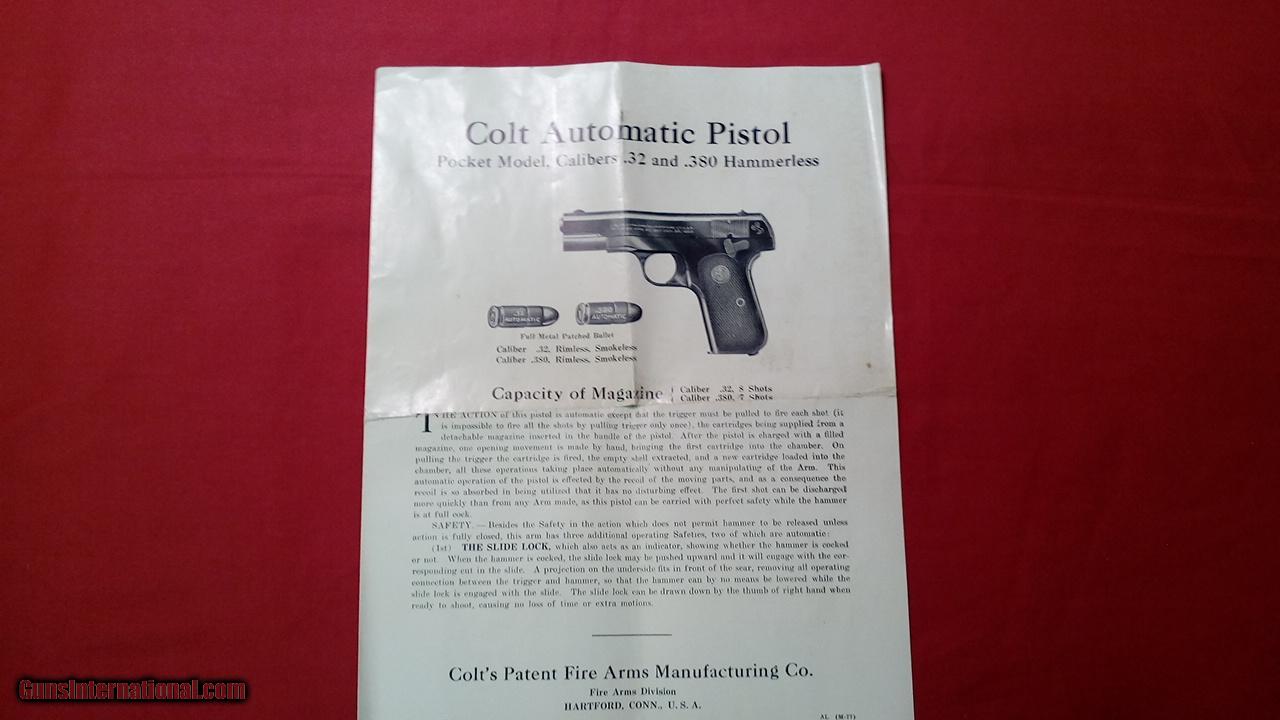 Colt Automatic Pistol
Pocket Model, Calibers .32 and .380 Hammerless
.32 AUTOMATIC
.380 AUTOMATIC
Full Metal Patched Bullet
Caliber .32, Rimless, Smokeless
Caliber .380, Rimless, Smokeless
Capacity of Magazine { Caliber .32, 8 Shots
Caliber .380, 7 Shots
THE ACTION of this pistol is automatic except that the trigger must be pulled to fire each shot (it
is impossible to fire all the shots by pulling trigger only once), the cartridges being supplied from a
detachable magazine inserted in the handle of the pistol. After the pistol is charged with a filled
magazine, one opening movement is made by hand, bringing the first cartridge into the chamber. On
pulling the trigger the cartridge is fired, the empty shell extracted, and a new cartridge loaded into the
chamber, all these operations taking place automatically without any manipulating of the Arm. This
automatic operation of the pistol is effected by the recoil of the moving parts, and as a consequence the
recoil is so absorbed in being utilized that it has no disturbing effect. The first shot can be discharged
more quickly than from any Arm made, as this pistol can be carried with perfect safety while the hammer
is at full cock.
SAFETY. — Besides the Safety in the action which does not permit hammer to be released unless
action is fully closed, this arm has three additional operating Safeties, two of which are automatic:
(1st) THE SLIDE LOCK, which also acts as an indicator, showing whether the hammer is cocked
or not. When the hammer is cocked, the slide lock may be pushed upward and it will engage with the cor-
responding cut in the slide. A projection on the underside fits in front of the sear, removing all operating
connection between the trigger and hammer, so that the hammer can by no means be lowered while the
slide lock is engaged with the slide. The slide lock can be drawn down by the thumb of right hand when
ready to shoot, causing no loss of time or extra motions.
Colt's Patent Fire Arms Manufacturing Co.
Fire Arms Division
HARTFORD, CONN., U. S. A.
AL (M-77)
GunsInternational.com